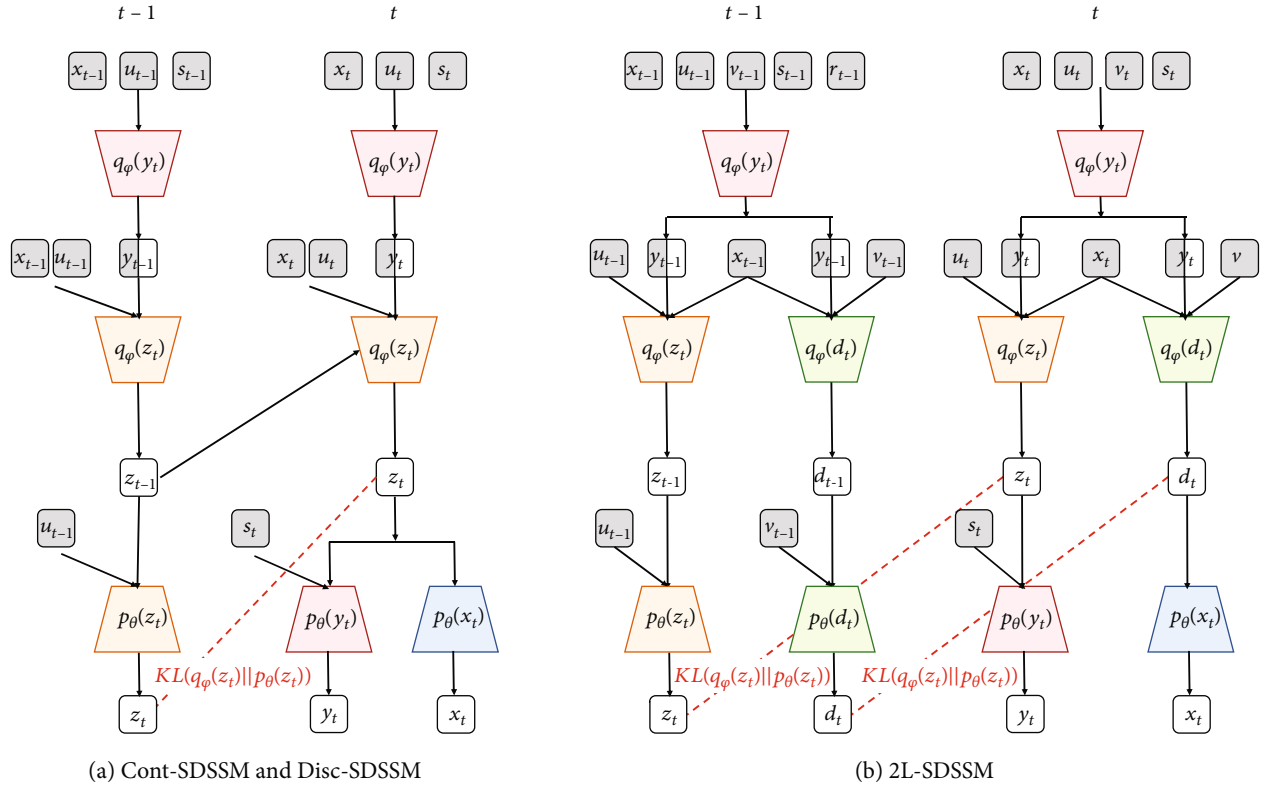 t – 1 t t – 1 t
x_{t–1} u_{t–1} s_{t–1} x_t u_t s_t x_{t–1} u_{t–1} v_{t–1} s_{t–1} r_{t–1} x_t u_t v_t s_t
q_φ(y_t) q_φ(y_t) q_φ(y_t) q_φ(y_t)
x_{t–1} u_{t–1} y_{t–1} x_t u_t y_t u_{t–1} y_{t–1} x_{t–1} y_{t–1} v_{t–1} u_t y_t x_t y_t v
q_φ(z_t) q_φ(z_t) q_φ(z_t) q_φ(d_t) q_φ(z_t) q_φ(d_t)
z_{t–1} z_t z_{t-1} d_{t-1} z_t d_t
u_{t–1} s_t u_{t–1} v_{t–1} s_t
p_θ(z_t) p_θ(y_t) p_θ(x_t) p_θ(z_t) p_θ(d_t) p_θ(y_t) p_θ(x_t)
KL(q_φ(z_t)||p_θ(z_t)) KL(q_φ(z_t)||p_θ(z_t)) KL(q_φ(z_t)||p_θ(z_t))
z_t y_t x_t z_t d_t y_t x_t
(a) Cont-SDSSM and Disc-SDSSM (b) 2L-SDSSM